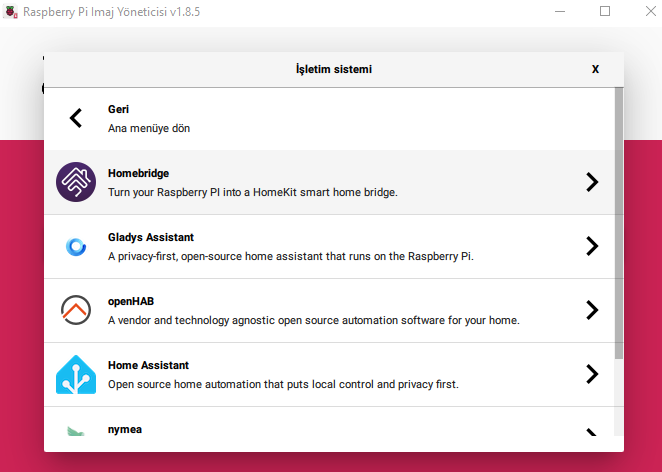 Raspberry Pi Imaj Yöneticisi v1.8.5
İşletim sistemi
X
Geri
Ana menüye dön
Homebridge
Turn your Raspberry PI into a HomeKit smart home bridge.
Gladys Assistant
A privacy-first, open-source home assistant that runs on the Raspberry Pi.
openHAB
A vendor and technology agnostic open source automation software for your home.
Home Assistant
Open source home automation that puts local control and privacy first.
nymea